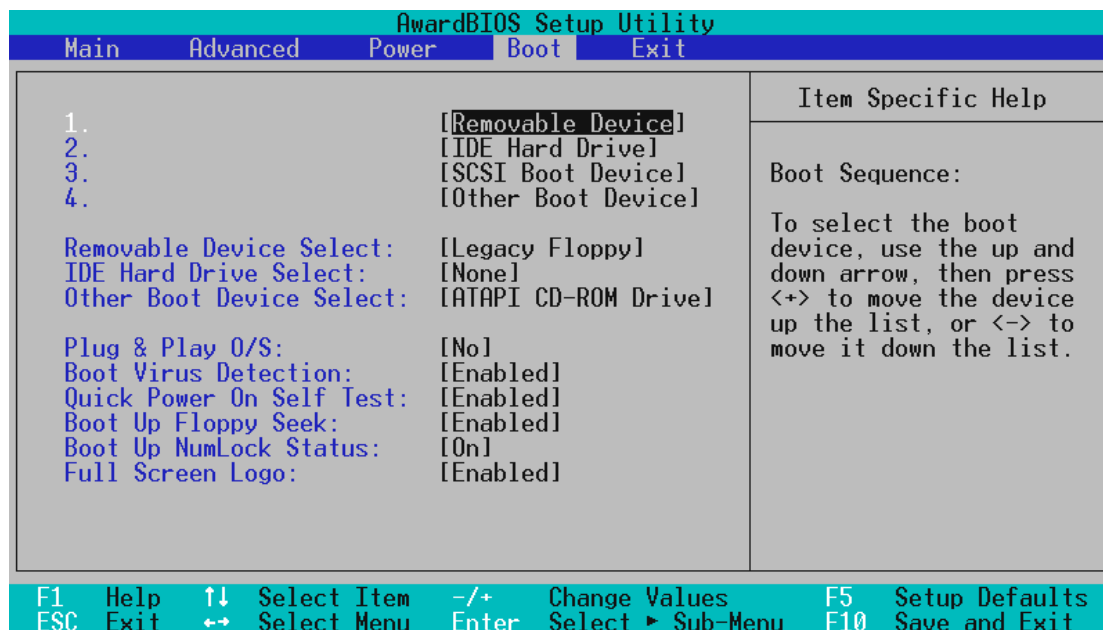 AwardBIOS Setup Utility
Main Advanced Power Boot Exit
1. [Removable Device]
2. [IDE Hard Drive]
3. [SCSI Boot Device]
4. [Other Boot Device]
Removable Device Select: [Legacy Floppy]
IDE Hard Drive Select: [None]
Other Boot Device Select: [ATAPI CD-ROM Drive]
Plug & Play O/S: [No]
Boot Virus Detection: [Enabled]
Quick Power On Self Test: [Enabled]
Boot Up Floppy Seek: [Enabled]
Boot Up NumLock Status: [On]
Full Screen Logo: [Enabled]
Item Specific Help
Boot Sequence:
To select the boot
device, use the up and
down arrow, then press
<+> to move the device
up the list, or <-> to
move it down the list.
F1 Help ↑↓ Select Item -/+ Change Values F5 Setup Defaults
ESC Exit ←→ Select Menu Enter Select ► Sub-Menu F10 Save and Exit